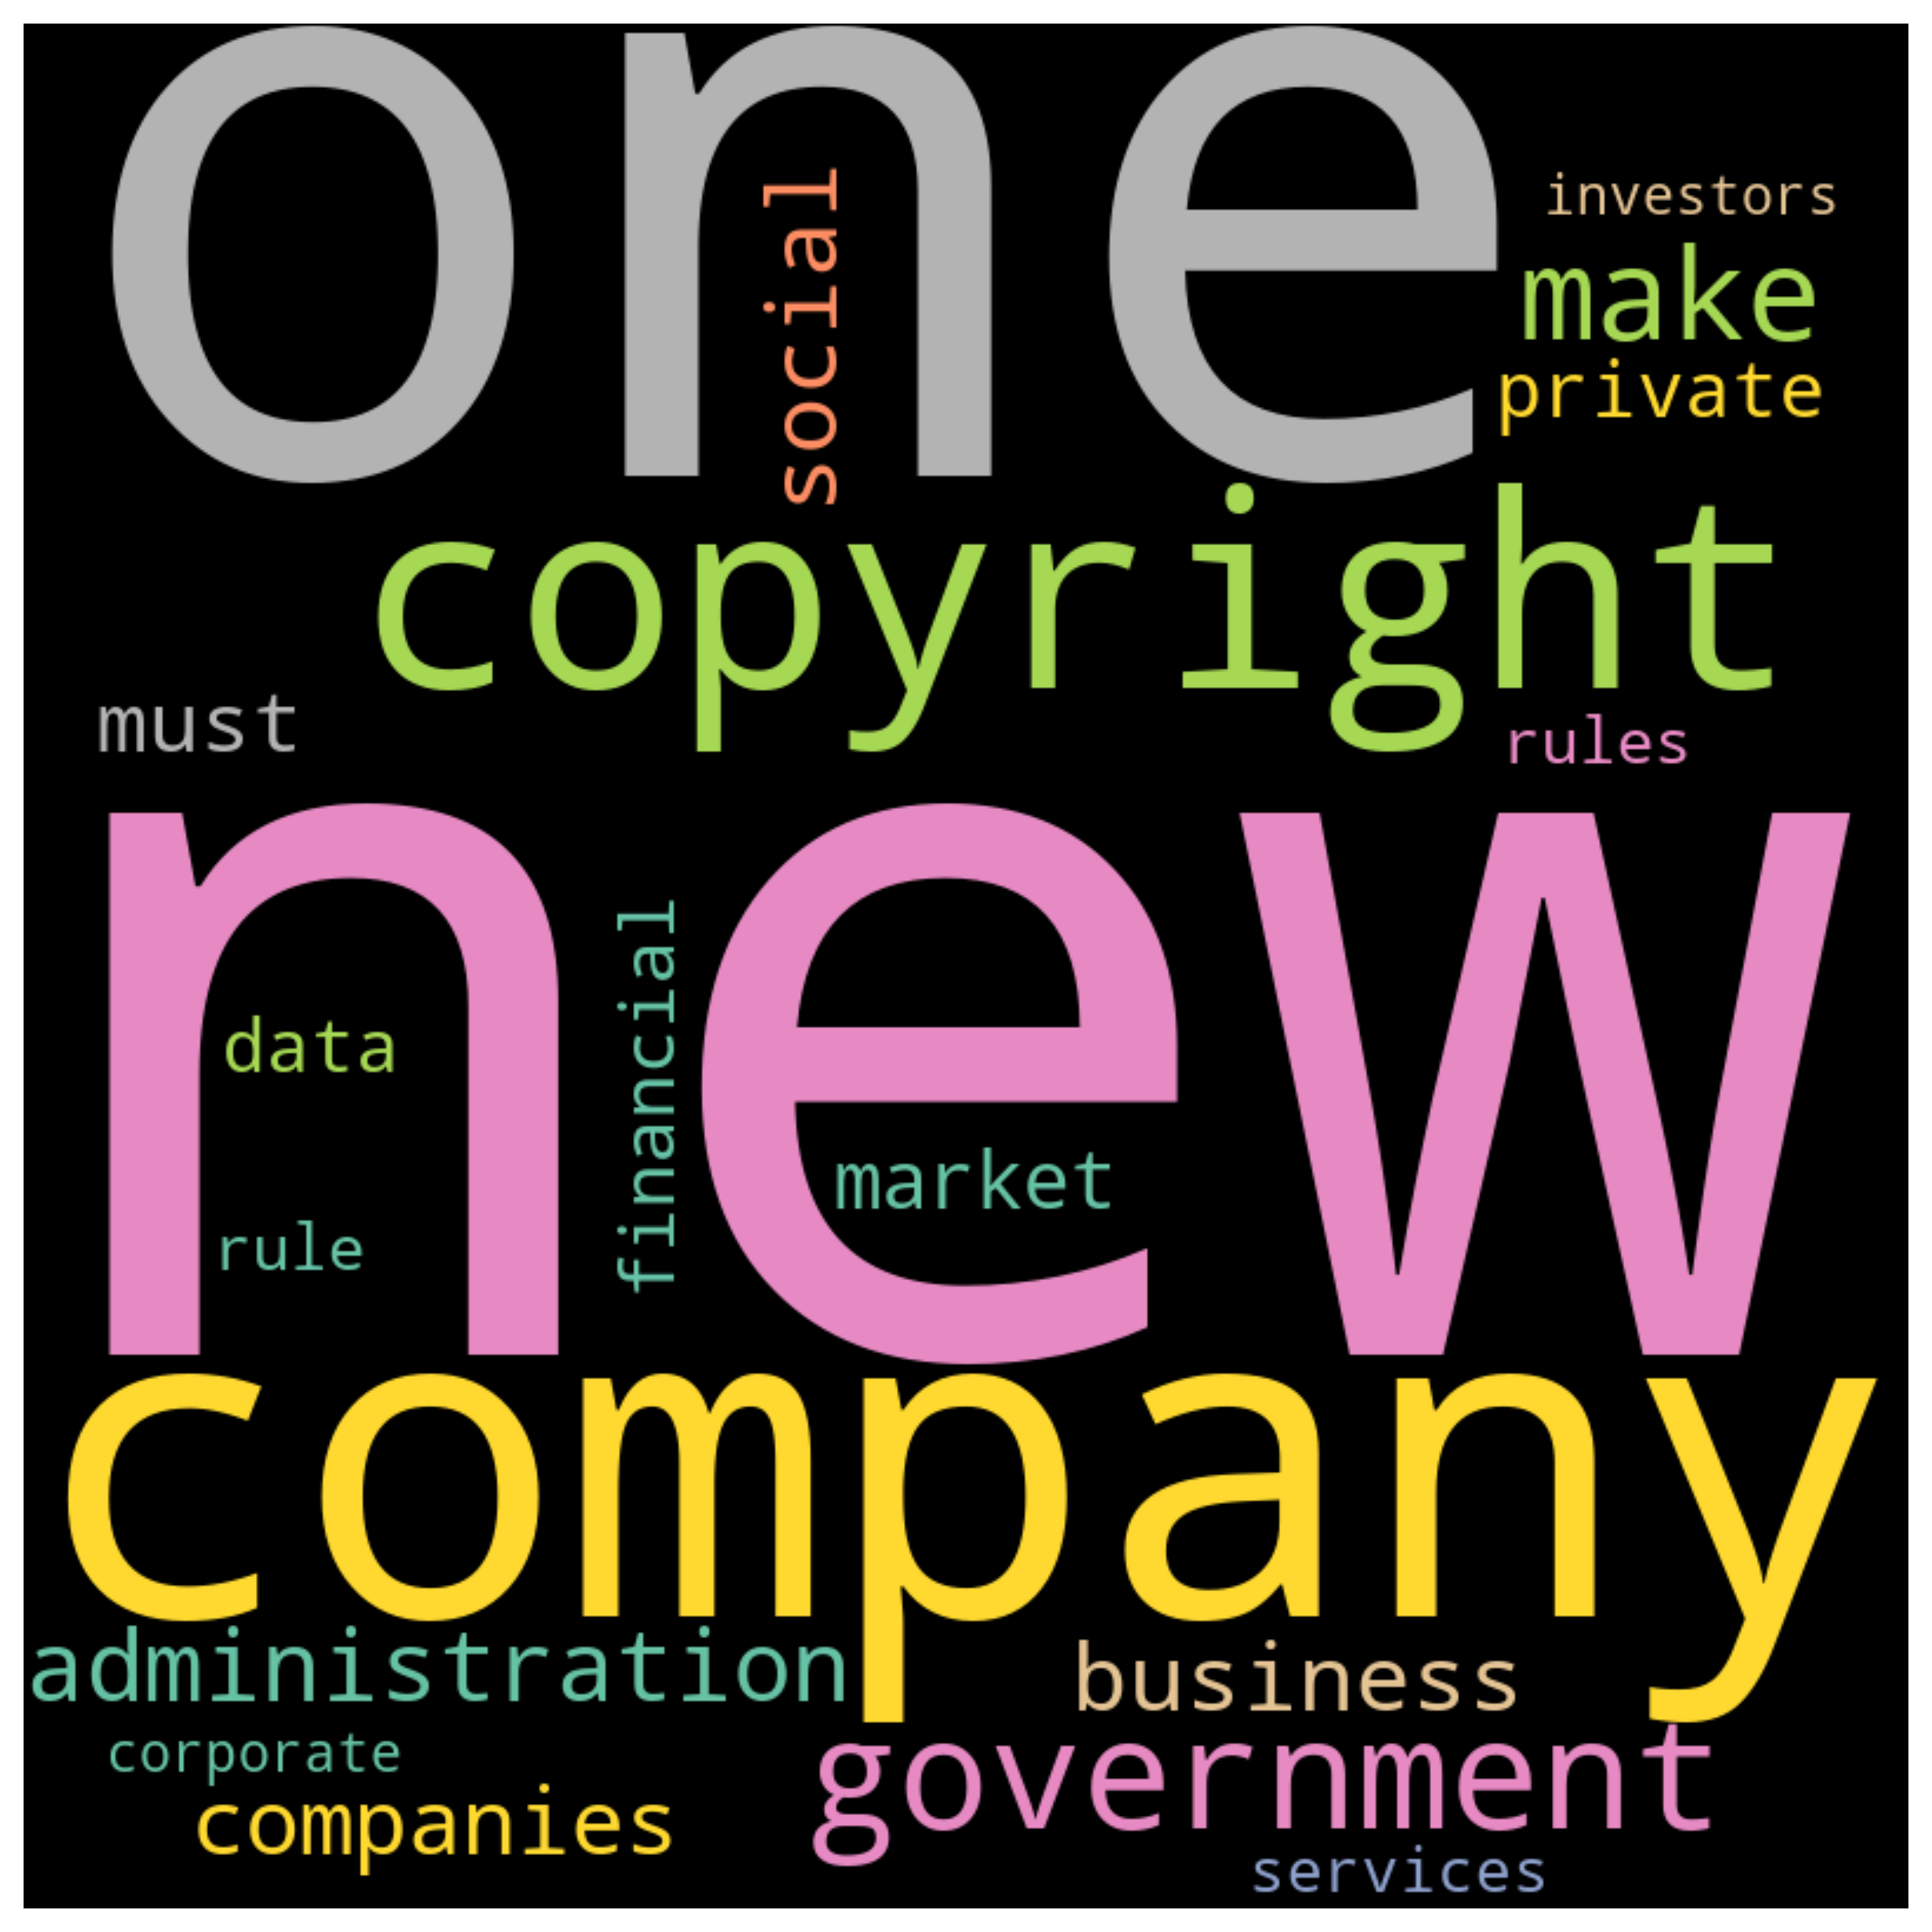 one
social
investors
make
private
copyright
must
rules
new
data
financial
market
rule
company
administration
business
corporate
government
companies
services